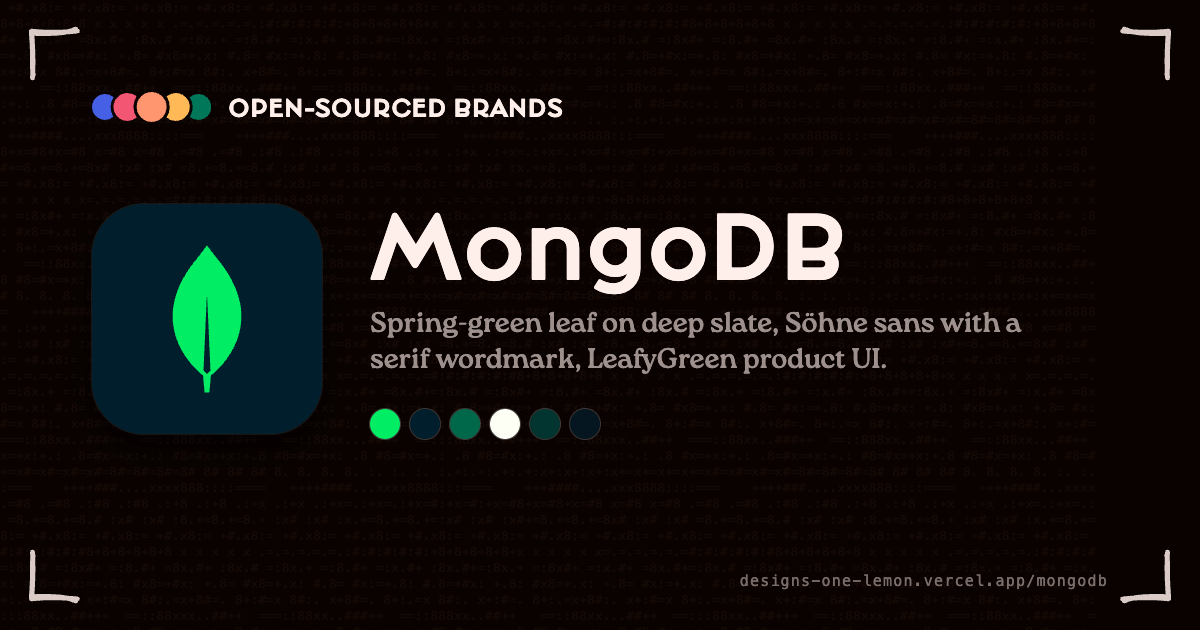 OPEN-SOURCED BRANDS
MongoDB
Spring-green leaf on deep slate, Söhne sans with a
serif wordmark, LeafyGreen product UI.
designs-one-lemon.vercel.app/mongodb